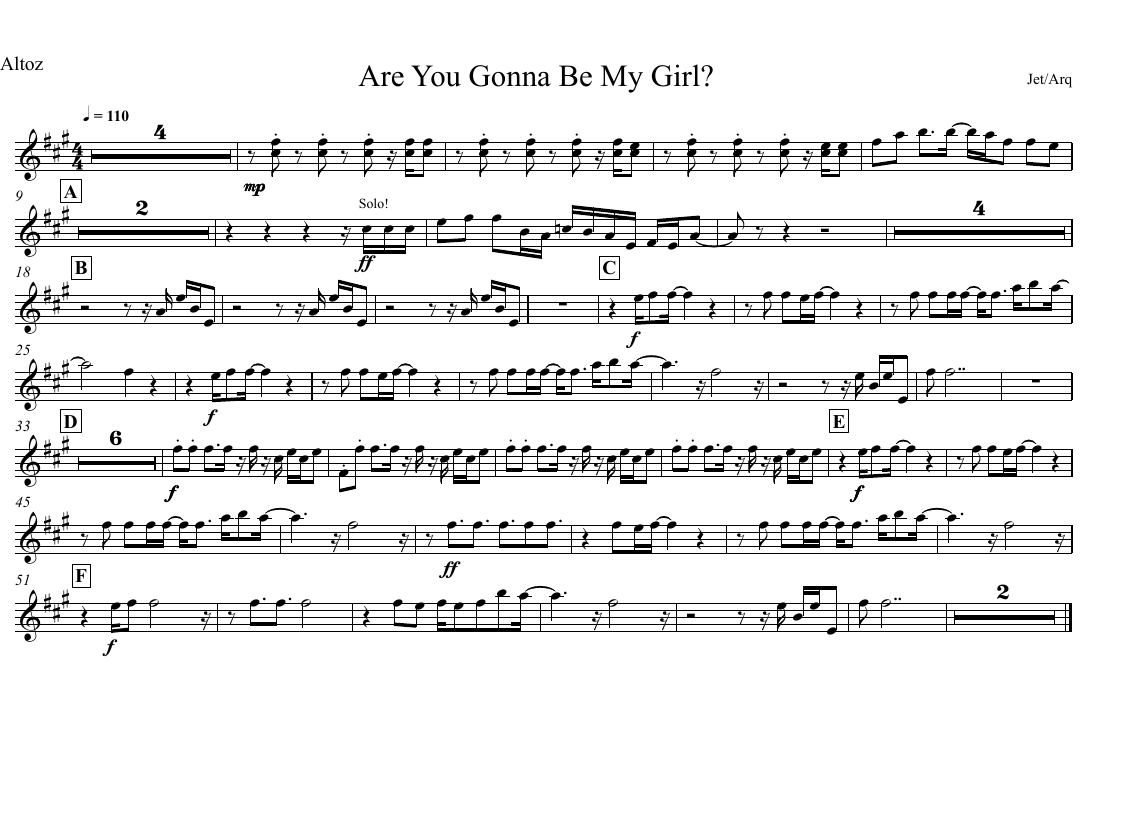 Altoz
Are You Gonna Be My Girl?
Jet/Arq
♩ = 110
4
mp
9
A
2
Solo!
ff
4
18
B
C
f
25
f
33
D
6
f
E
f
45
ff
51
F
f
2